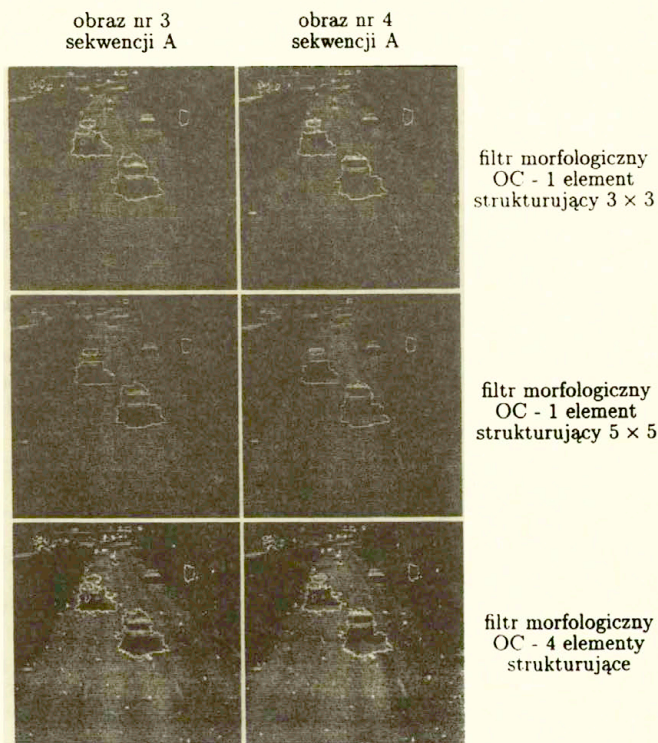 obraz nr 3
sekwencji A
obraz nr 4
sekwencji A
filtr morfologiczny
OC - 1 element
strukturujący 3 × 3
filtr morfologiczny
OC - 1 element
strukturujący 5 × 5
filtr morfologiczny
OC - 4 elementy
strukturujące